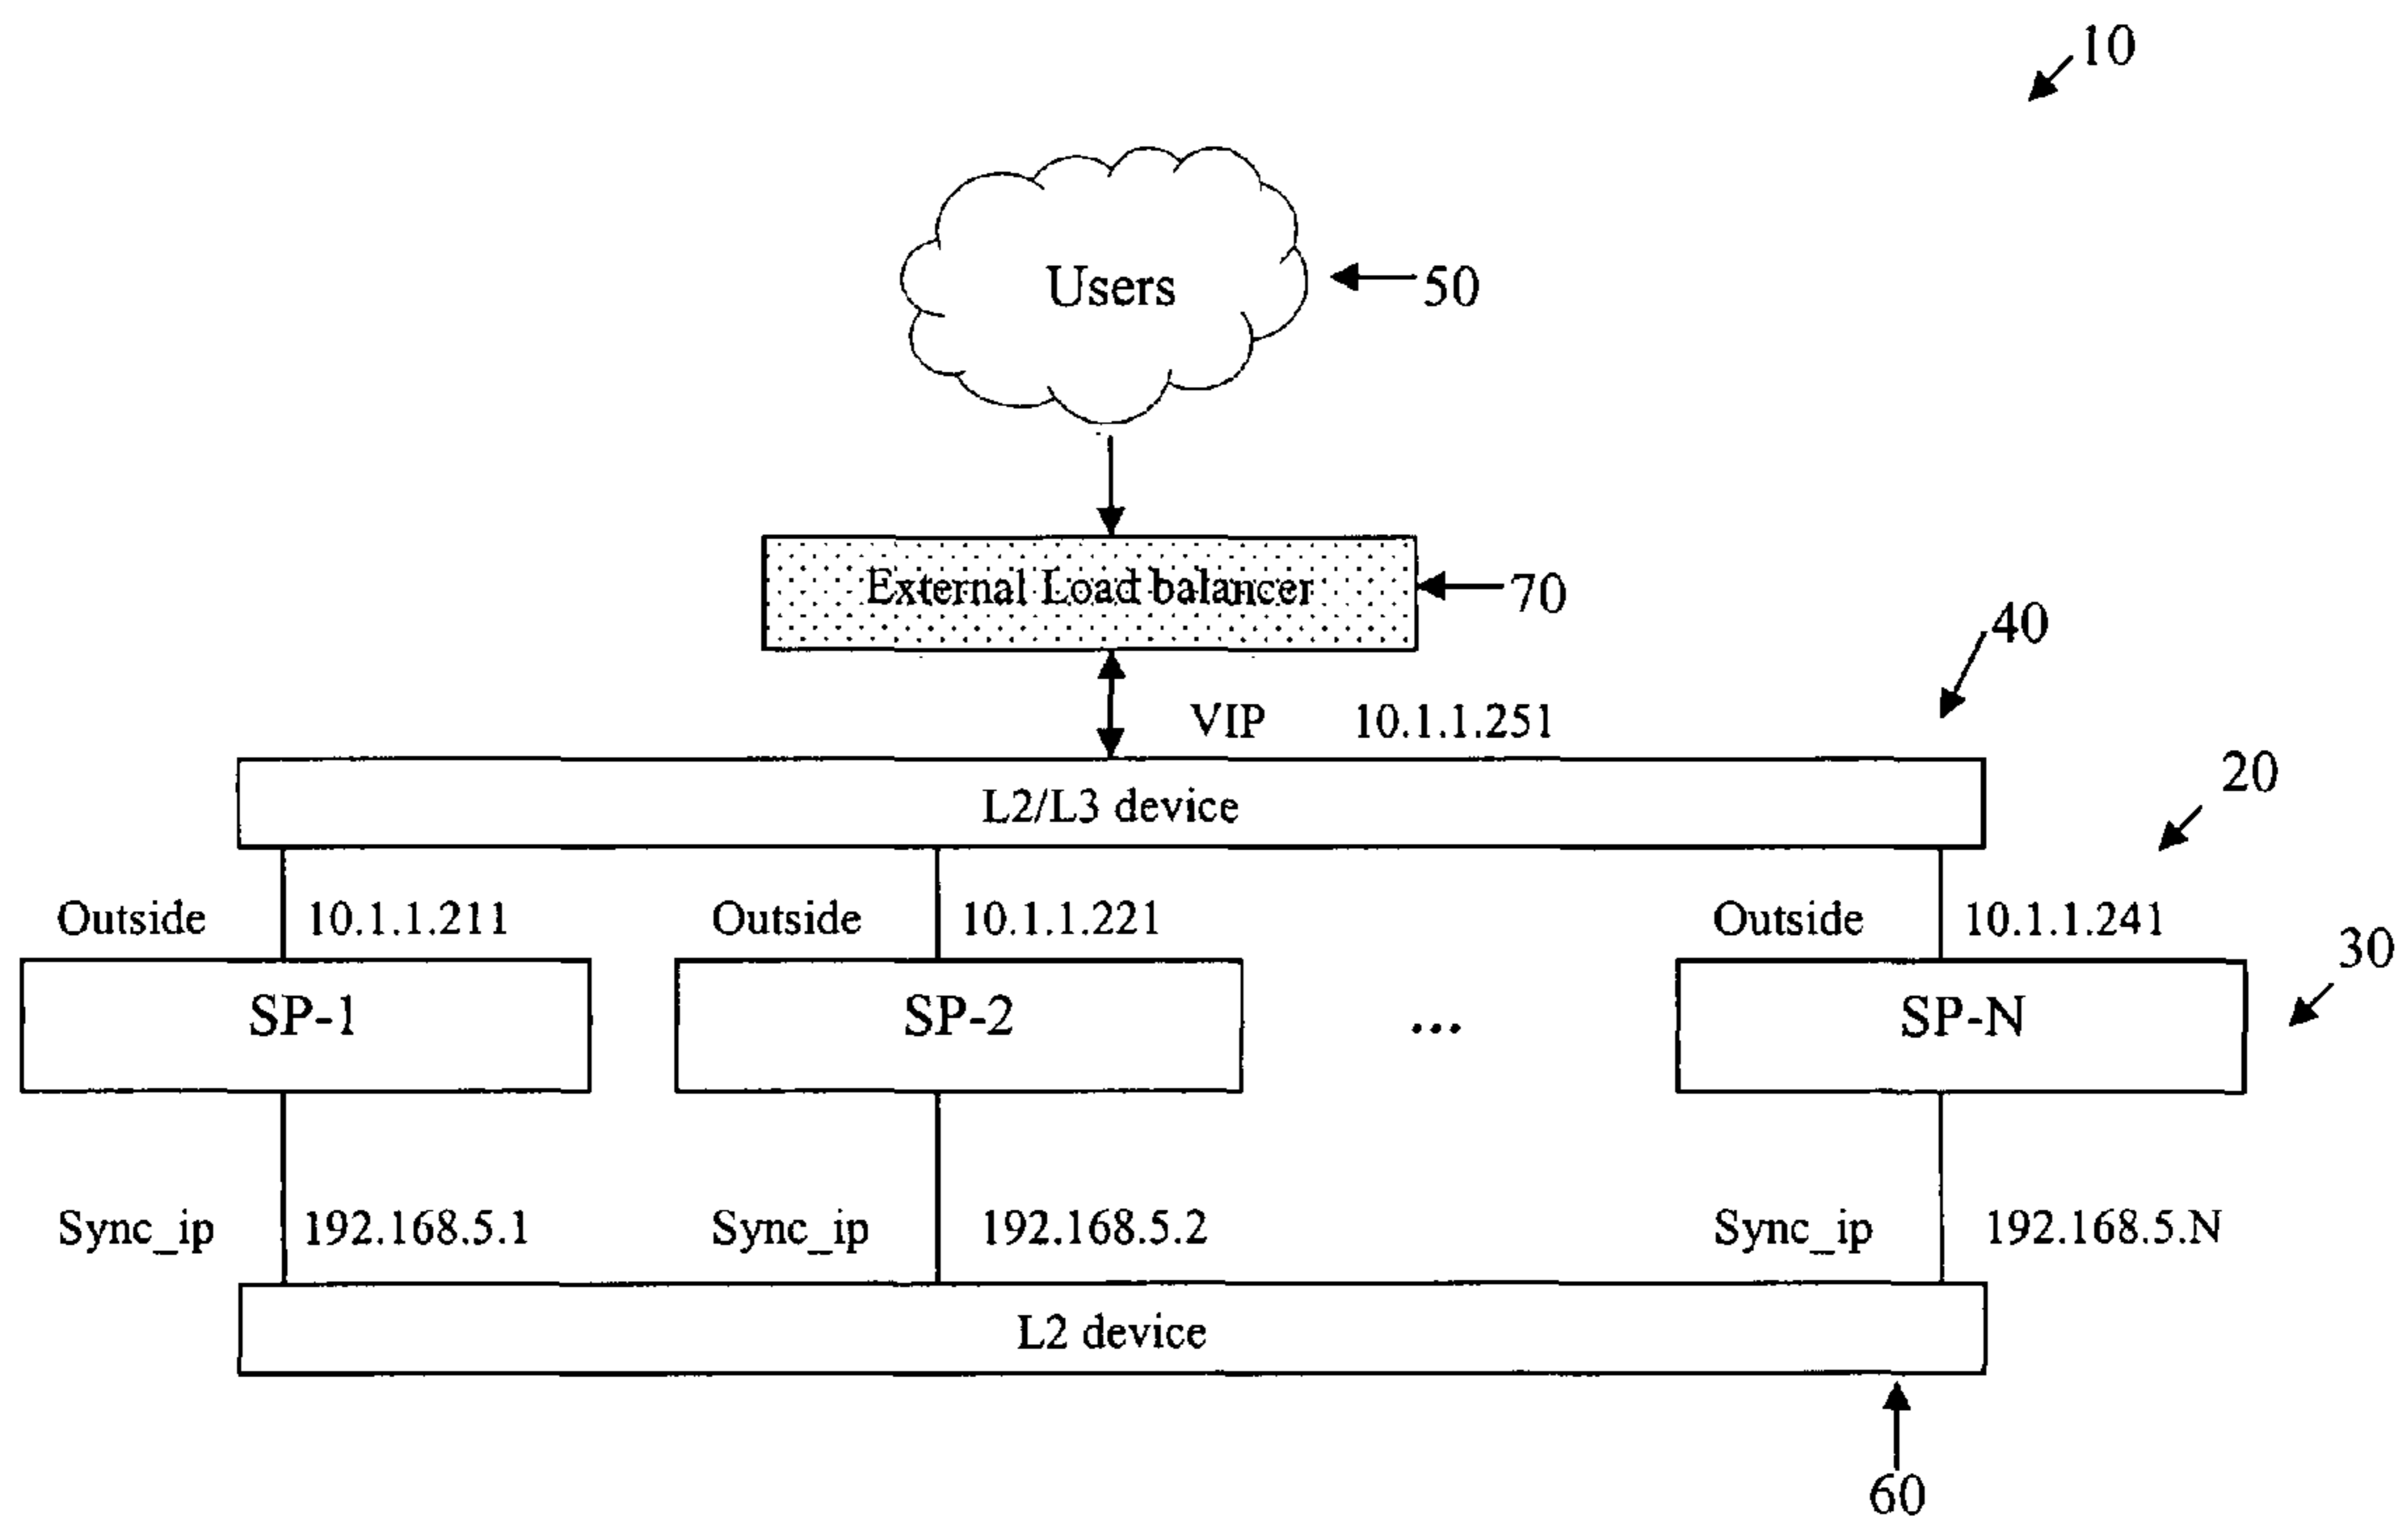 10
Users
50
External Load balancer
70
40
VIP 10.1.1.251
20
L2/L3 device
Outside 10.1.1.211 Outside 10.1.1.221 Outside 10.1.1.241
30
SP-1 SP-2 ... SP-N
Sync_ip 192.168.5.1 Sync_ip 192.168.5.2 Sync_ip 192.168.5.N
L2 device
60